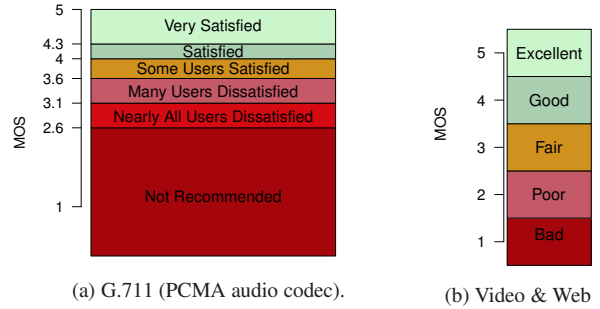 MOS
5
4.3
4
3.6
3.1
2.6
1
Very Satisfied
Satisfied
Some Users Satisfied
Many Users Dissatisfied
Nearly All Users Dissatisfied
Not Recommended
(a) G.711 (PCMA audio codec).
MOS
5
4
3
2
1
Excellent
Good
Fair
Poor
Bad
(b) Video & Web